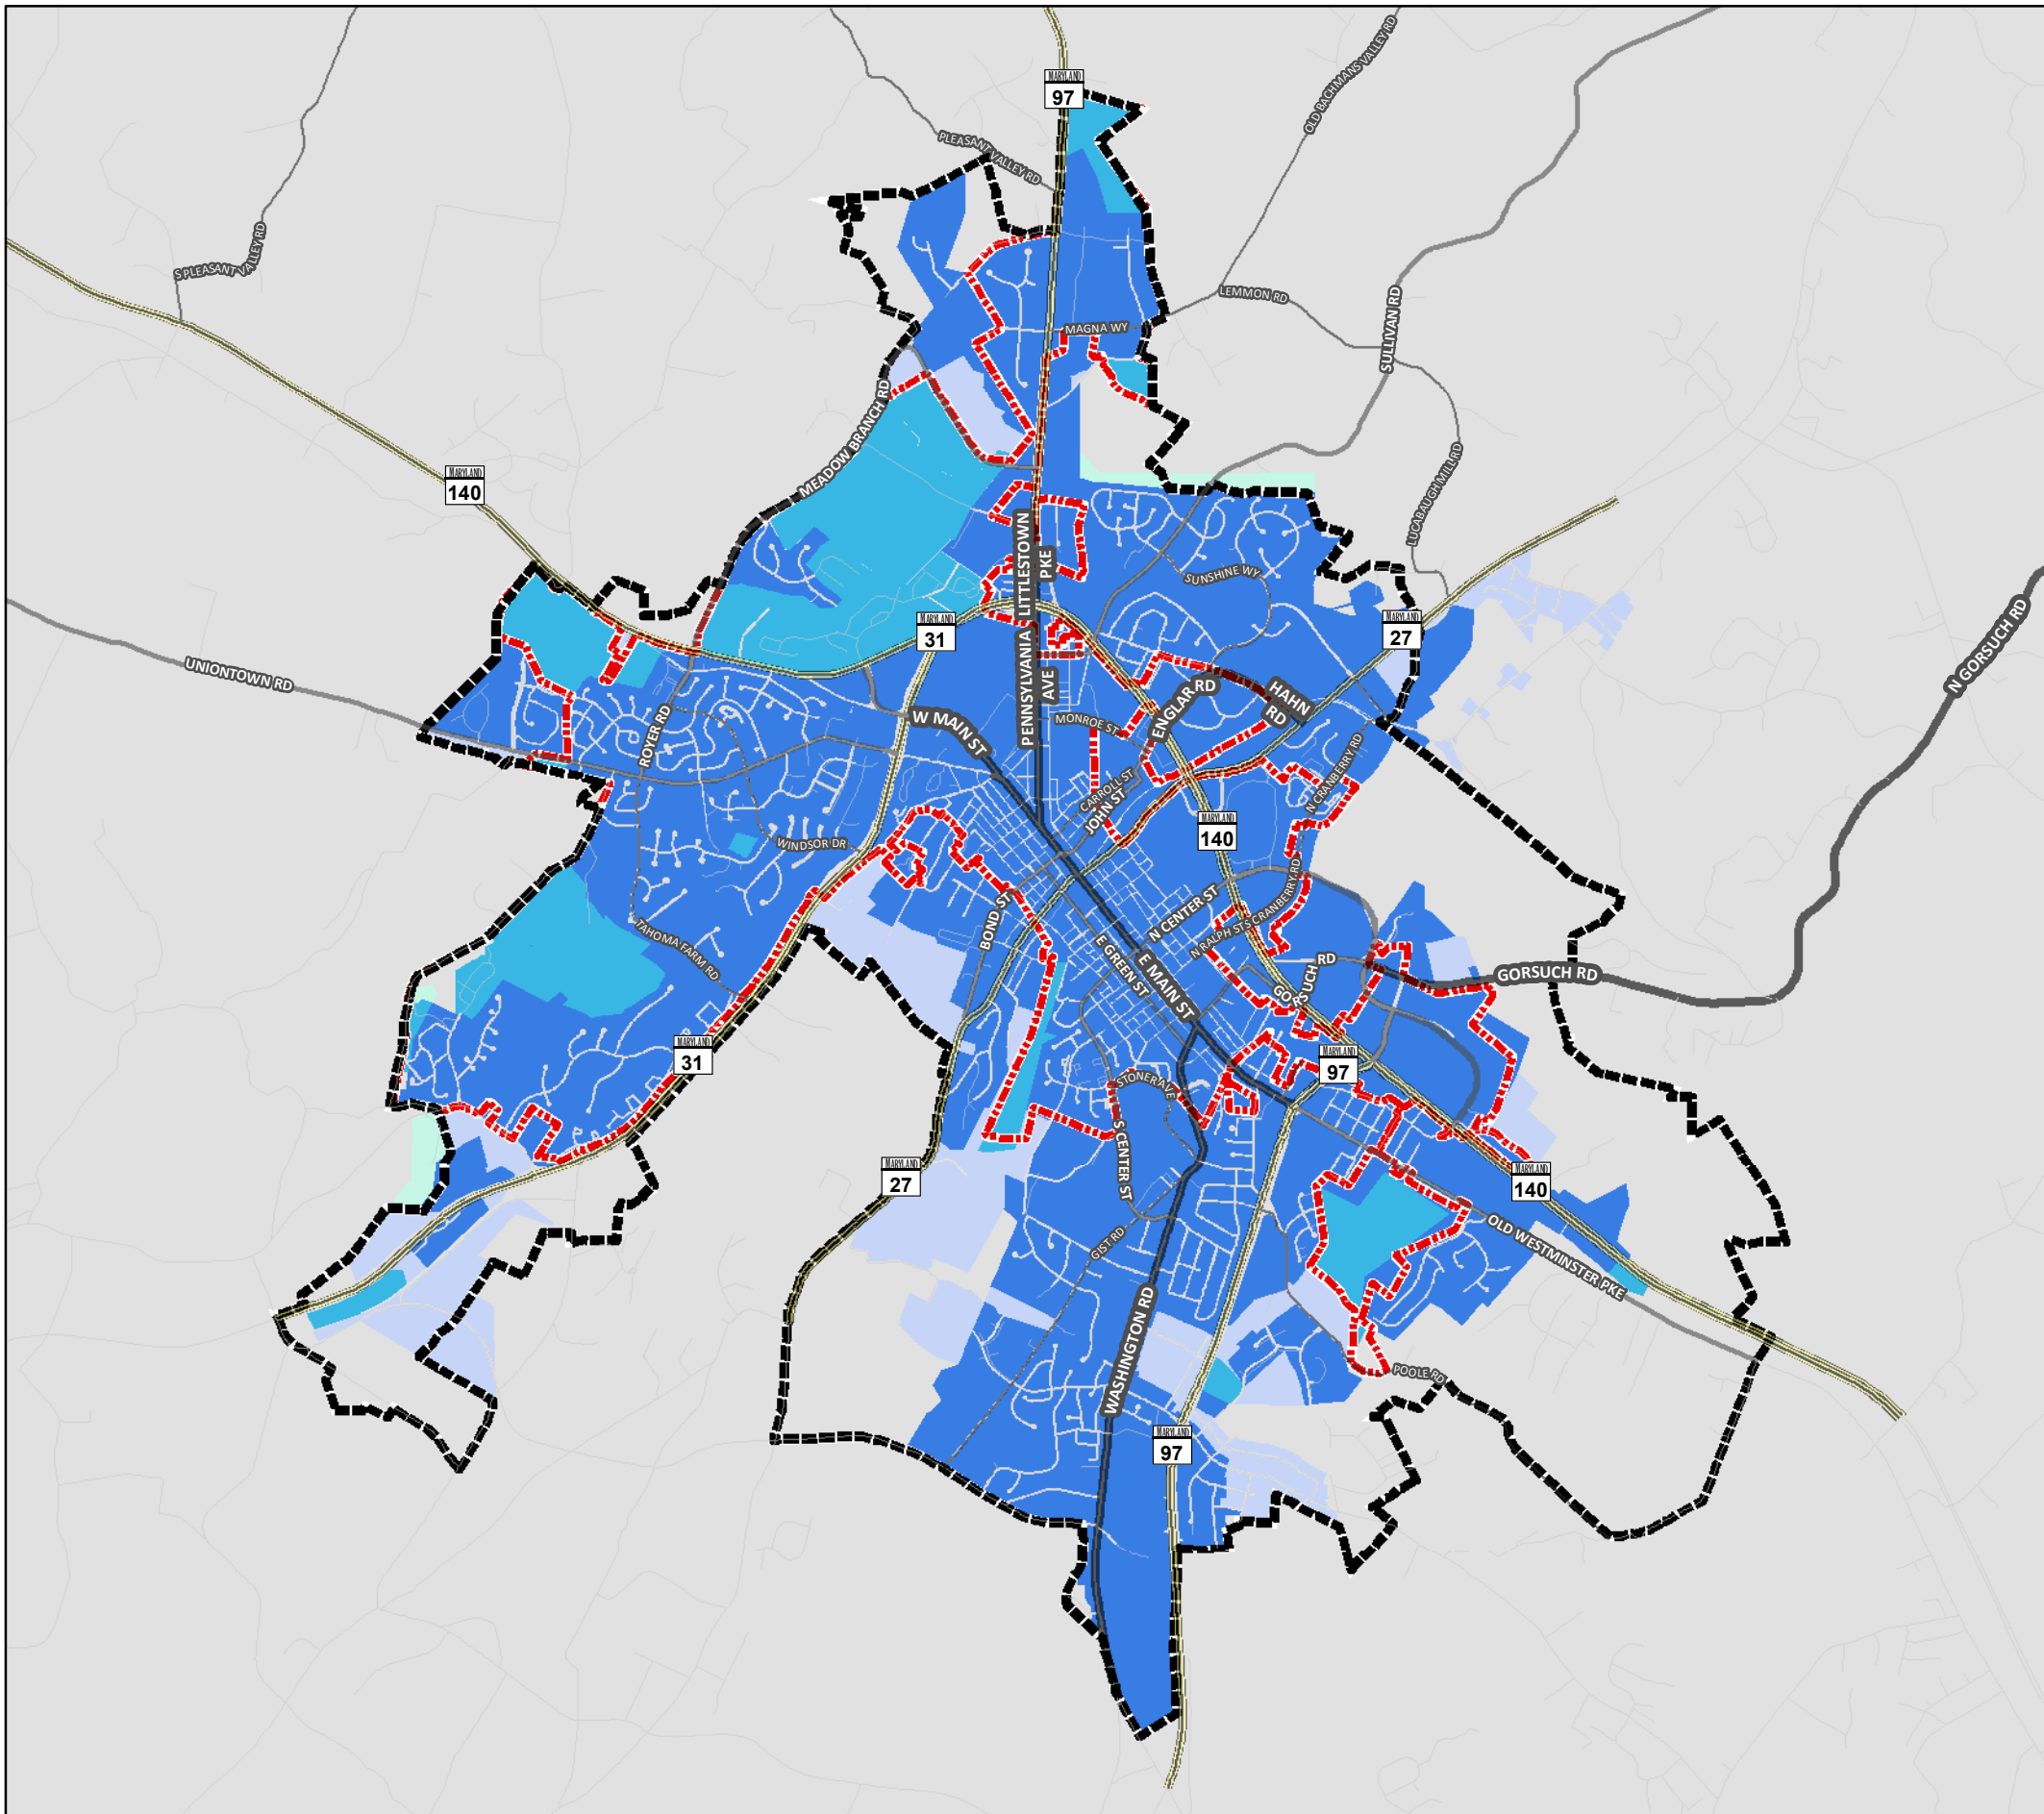 MARYLAND
97
OLD BACHMANS VALLEY RD
PLEASANT VALLEY RD
S PLEASANT VALLEY RD
LEMMON RD
MAGNA WY
SULLIVAN RD
MEADOW BRANCH RD
MARYLAND
140
LUCABAUGH MILL RD
LITTLESTOWN
PKE
SUNSHINE WY
MARYLAND
31
MARYLAND
27
N GORSUCH RD
UNIONTOWN RD
PENNSYLVANIA
AVE
ENGLAR RD
HAHN
RD
W MAIN ST
MONROE ST
ROYER RD
N CRANBERRY RD
CARROLL ST
JOHN ST
MARYLAND
140
WINDSOR DR
BOND ST
N CENTER ST
N RALPH ST
S CRANBERRY RD
E GREEN ST
E MAIN ST
TAHOMA FARM RD
GORSUCH RD
GORSUCH RD
MARYLAND
31
MARYLAND
97
STONER AVE
S CENTER ST
MARYLAND
27
MARYLAND
140
GIST RD
OLD WESTMINSTER PKE
WASHINGTON RD
POOLE RD
MARYLAND
97